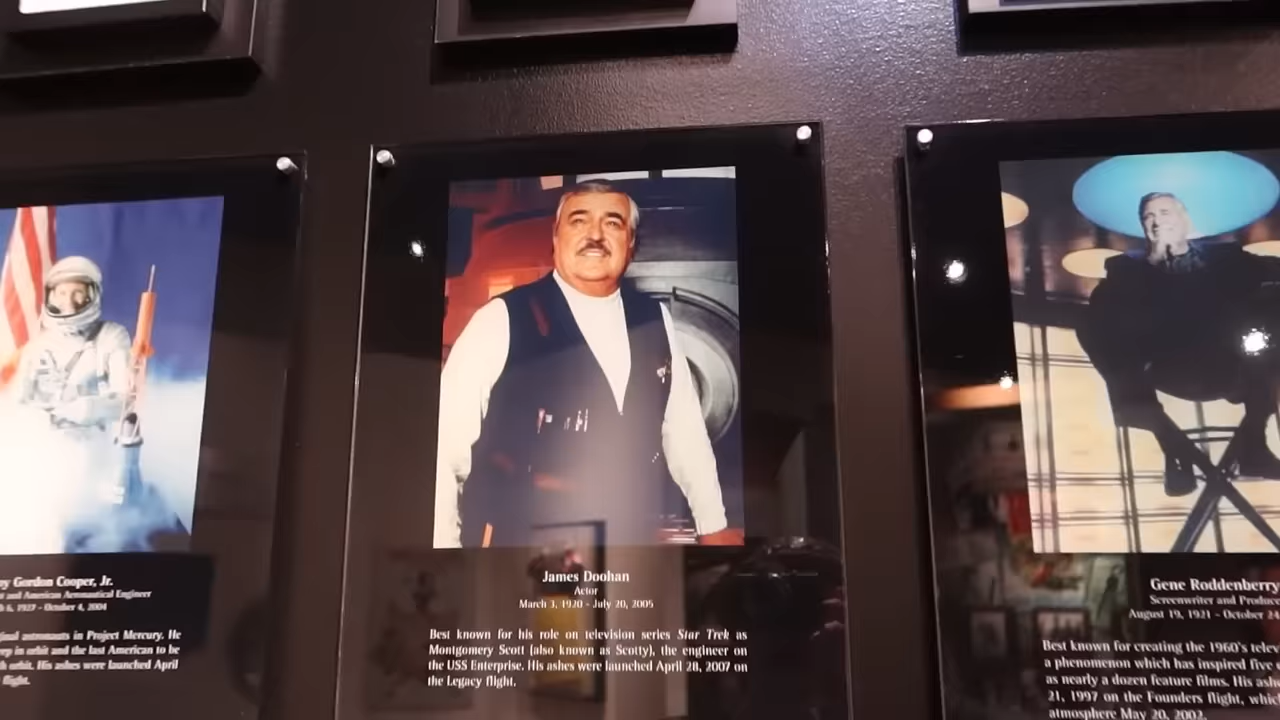 y Gordon Cooper, Jr.
and American Aeronautical Engineer
6, 1927 - October 4, 2004
astronauts in Project Mercury. He
in orbit and the last American to be
orbit. His ashes were launched April
flight.
James Doohan
Actor
March 3, 1920 - July 20, 2005
Best known for his role on television series Star Trek as
Montgomery Scott (also known as Scotty), the engineer on
the USS Enterprise. His ashes were launched April 28, 2007 on
the Legacy flight.
Gene Roddenberry
Screenwriter and Produce
August 19, 1921 - October 24
Best known for creating the 1960's telev
a phenomenon which has inspired five
as nearly a dozen feature films. His ash
21, 1997 on the Founders flight, whic
atmosphere May 20, 2002.